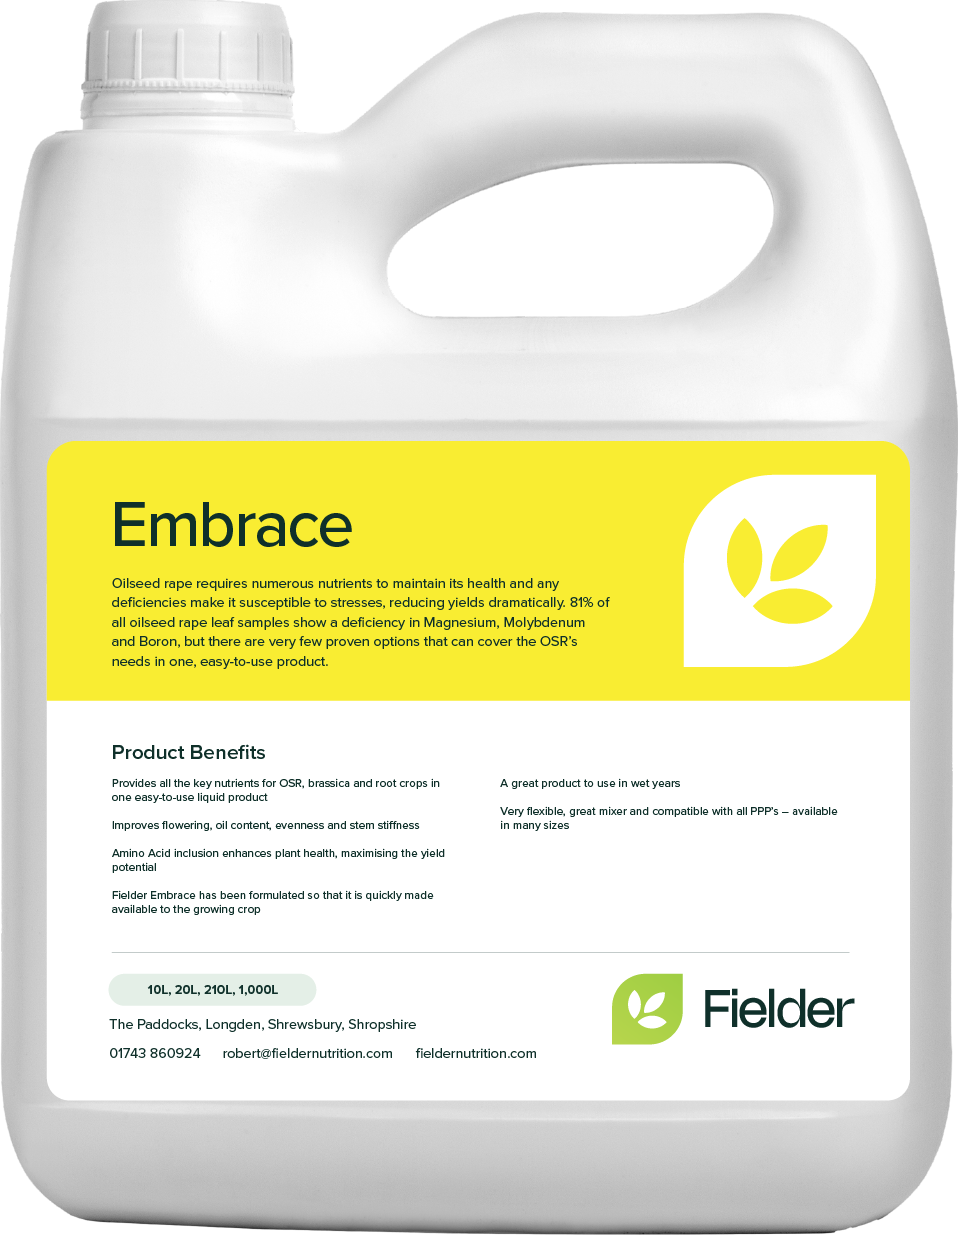 Embrace
Oilseed rape requires numerous nutrients to maintain its health and any
deficiencies make it susceptible to stresses, reducing yields dramatically. 81% of
all oilseed rape leaf samples show a deficiency in Magnesium, Molybdenum
and Boron, but there are very few proven options that can cover the OSR's
needs in one, easy-to-use product.
Product Benefits
Provides all the key nutrients for OSR, brassica and root crops in
one easy-to-use liquid product
Improves flowering, oil content, evenness and stem stiffness
Amino Acid inclusion enhances plant health, maximising the yield
potential
Fielder Embrace has been formulated so that it is quickly made
available to the growing crop
A great product to use in wet years
Very flexible, great mixer and compatible with all PPP's – available
in many sizes
10L, 20L, 210L, 1,000L
The Paddocks, Longden, Shrewsbury, Shropshire
01743 860924 robert@fieldernutrition.com fieldernutrition.com
Fielder